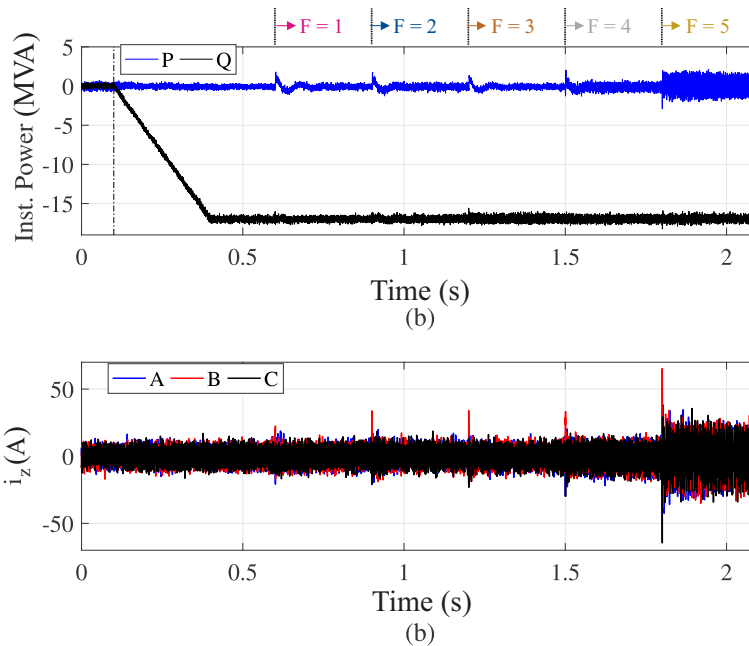 F = 1 F = 2 F = 3 F = 4 F = 5
Inst. Power (MVA)
P Q
5
0
-5
-10
-15
0 0.5 1 1.5 2
Time (s)
(b)
i_z(A)
A B C
50
0
-50
0 0.5 1 1.5 2
Time (s)
(b)